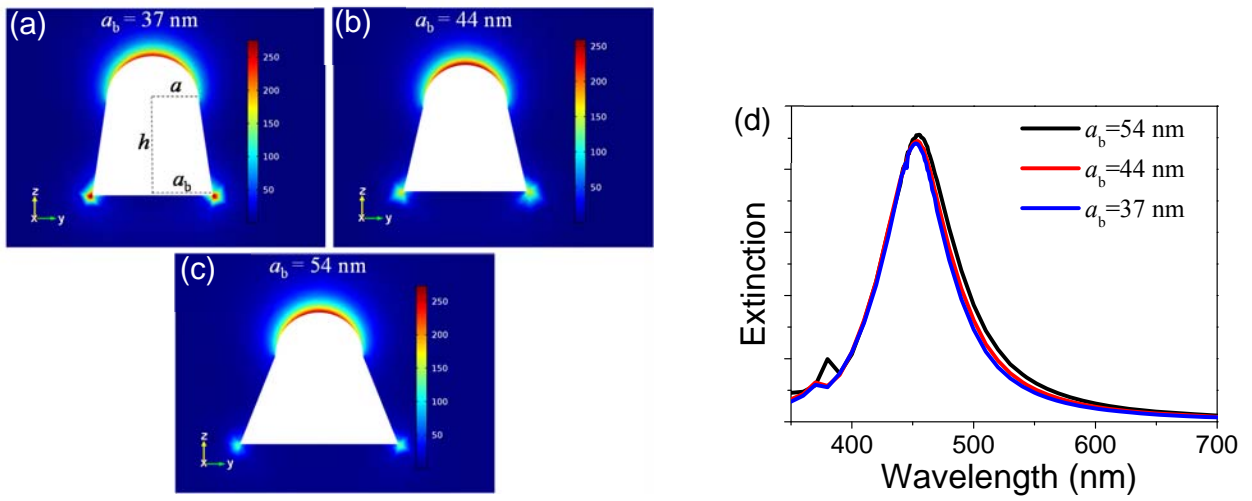 (a)
a_b = 37 nm
250
200
150
100
50
a
h
a_b
z
x y
(b)
a_b = 44 nm
250
200
150
100
50
z
x y
(c)
a_b = 54 nm
250
200
150
100
50
z
x y
(d)
a_b=54 nm
a_b=44 nm
a_b=37 nm
Extinction
400 500 600 700
Wavelength (nm)